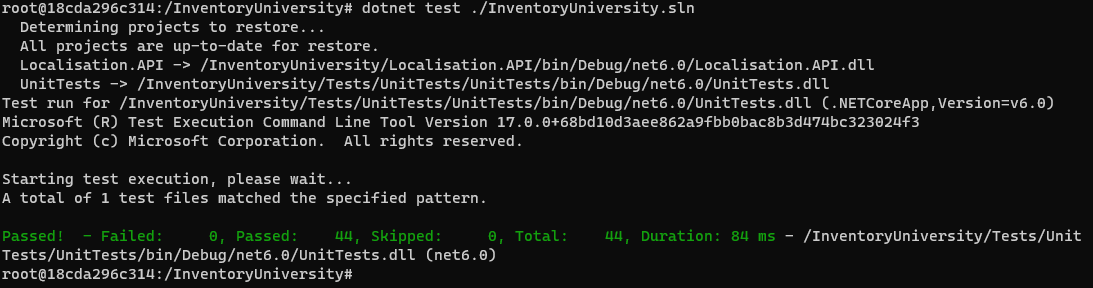 root@18cda296c314:/InventoryUniversity# dotnet test ./InventoryUniversity.sln
  Determining projects to restore...
  All projects are up-to-date for restore.
  Localisation.API -> /InventoryUniversity/Localisation.API/bin/Debug/net6.0/Localisation.API.dll
  UnitTests -> /InventoryUniversity/Tests/UnitTests/UnitTests/bin/Debug/net6.0/UnitTests.dll
Test run for /InventoryUniversity/Tests/UnitTests/UnitTests/bin/Debug/net6.0/UnitTests.dll (.NETCoreApp,Version=v6.0)
Microsoft (R) Test Execution Command Line Tool Version 17.0.0+68bd10d3aee862a9fbb0bac8b3d474bc323024f3
Copyright (c) Microsoft Corporation.  All rights reserved.

Starting test execution, please wait...
A total of 1 test files matched the specified pattern.

Passed!  - Failed:     0, Passed:    44, Skipped:     0, Total:    44, Duration: 84 ms - /InventoryUniversity/Tests/Unit
Tests/UnitTests/bin/Debug/net6.0/UnitTests.dll (net6.0)
root@18cda296c314:/InventoryUniversity#